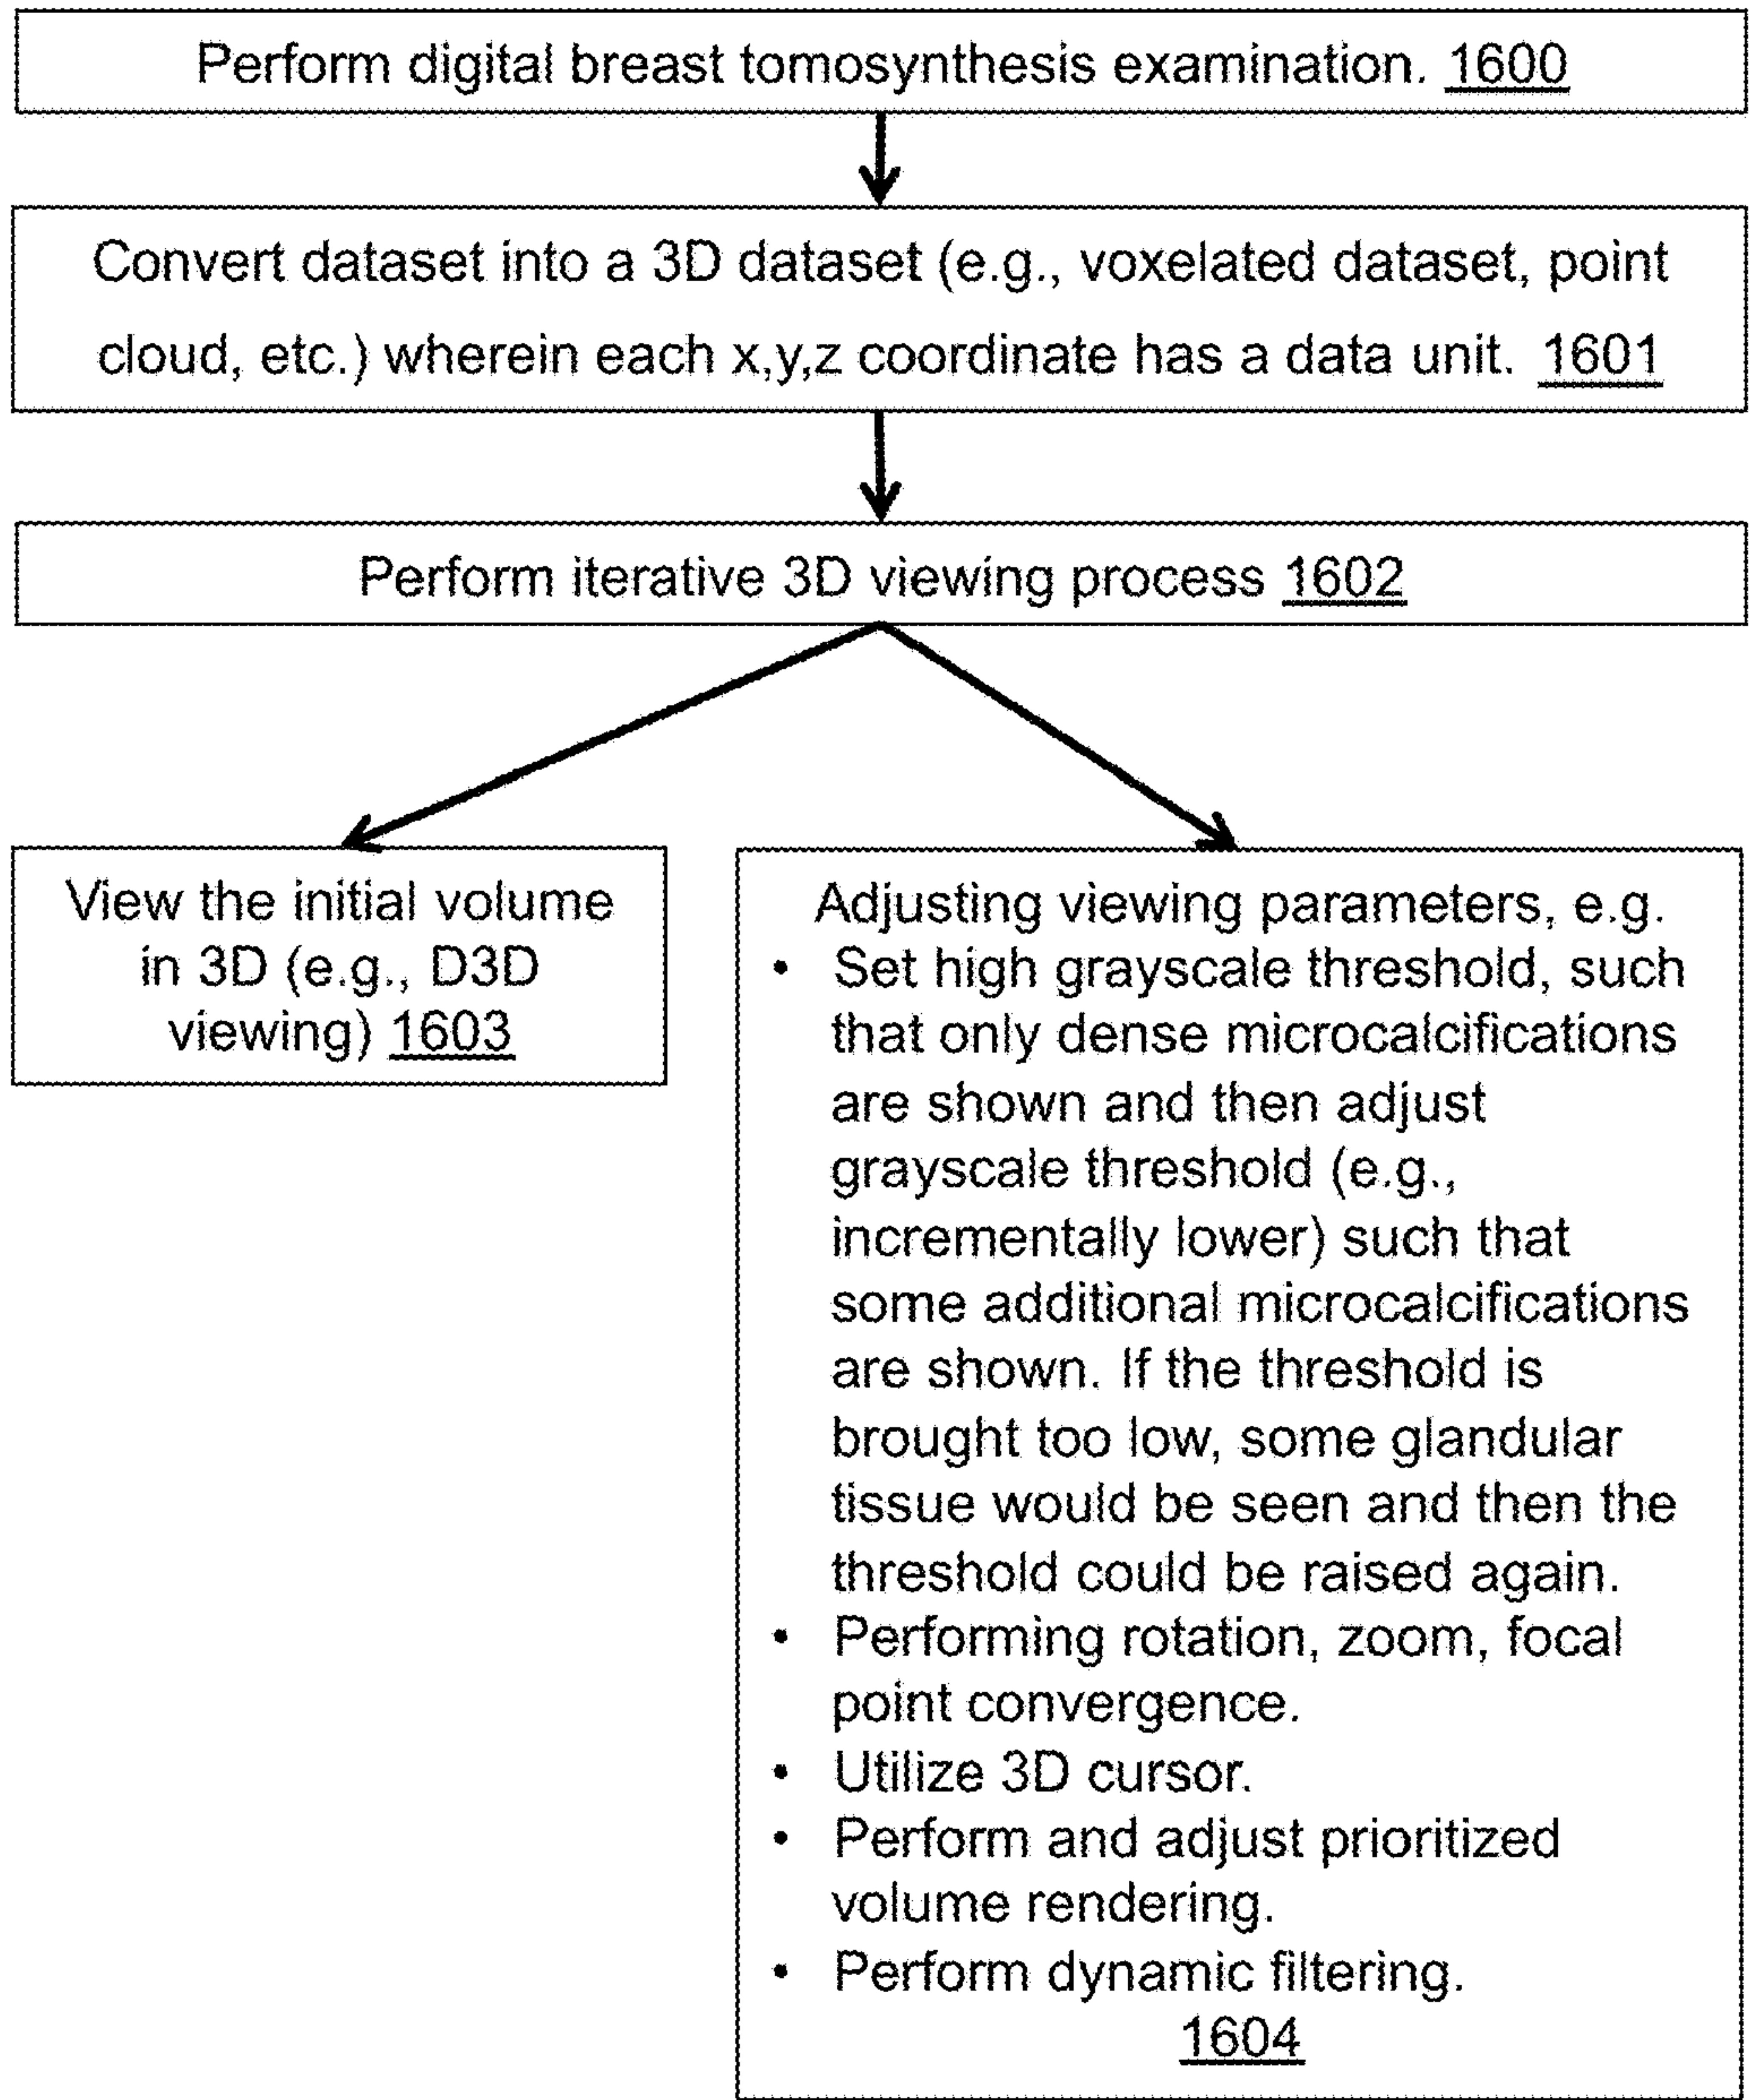 Perform digital breast tomosynthesis examination. 1600
Convert dataset into a 3D dataset (e.g., voxelated dataset, point
cloud, etc.) wherein each x,y,z coordinate has a data unit. 1601
Perform iterative 3D viewing process 1602
View the initial volume
in 3D (e.g., D3D
viewing) 1603
Adjusting viewing parameters, e.g.
• Set high grayscale threshold, such
that only dense microcalcifications
are shown and then adjust
grayscale threshold (e.g.,
incrementally lower) such that
some additional microcalcifications
are shown. If the threshold is
brought too low, some glandular
tissue would be seen and then the
threshold could be raised again.
• Performing rotation, zoom, focal
point convergence.
• Utilize 3D cursor.
• Perform and adjust prioritized
volume rendering.
• Perform dynamic filtering.
1604